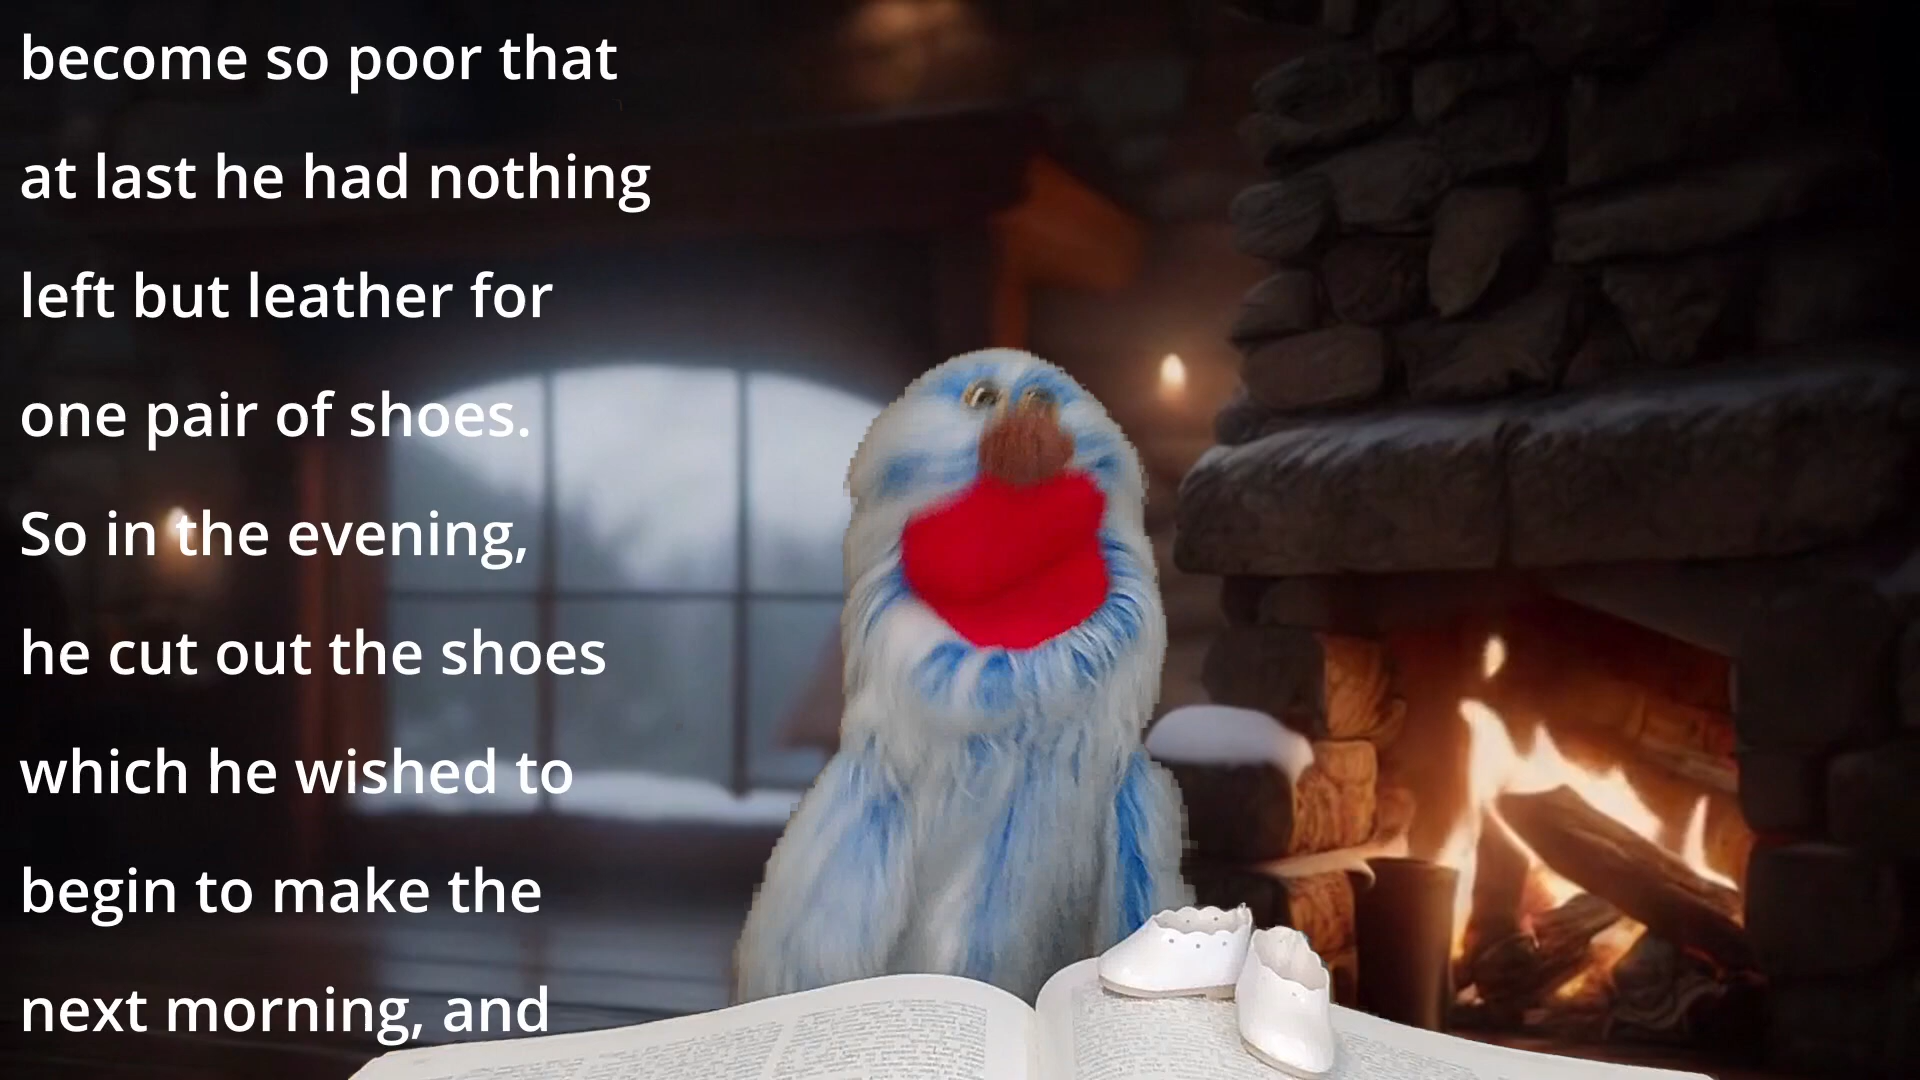 become so poor that
at last he had nothing
left but leather for
one pair of shoes.
So in the evening,
he cut out the shoes
which he wished to
begin to make the
next morning, and